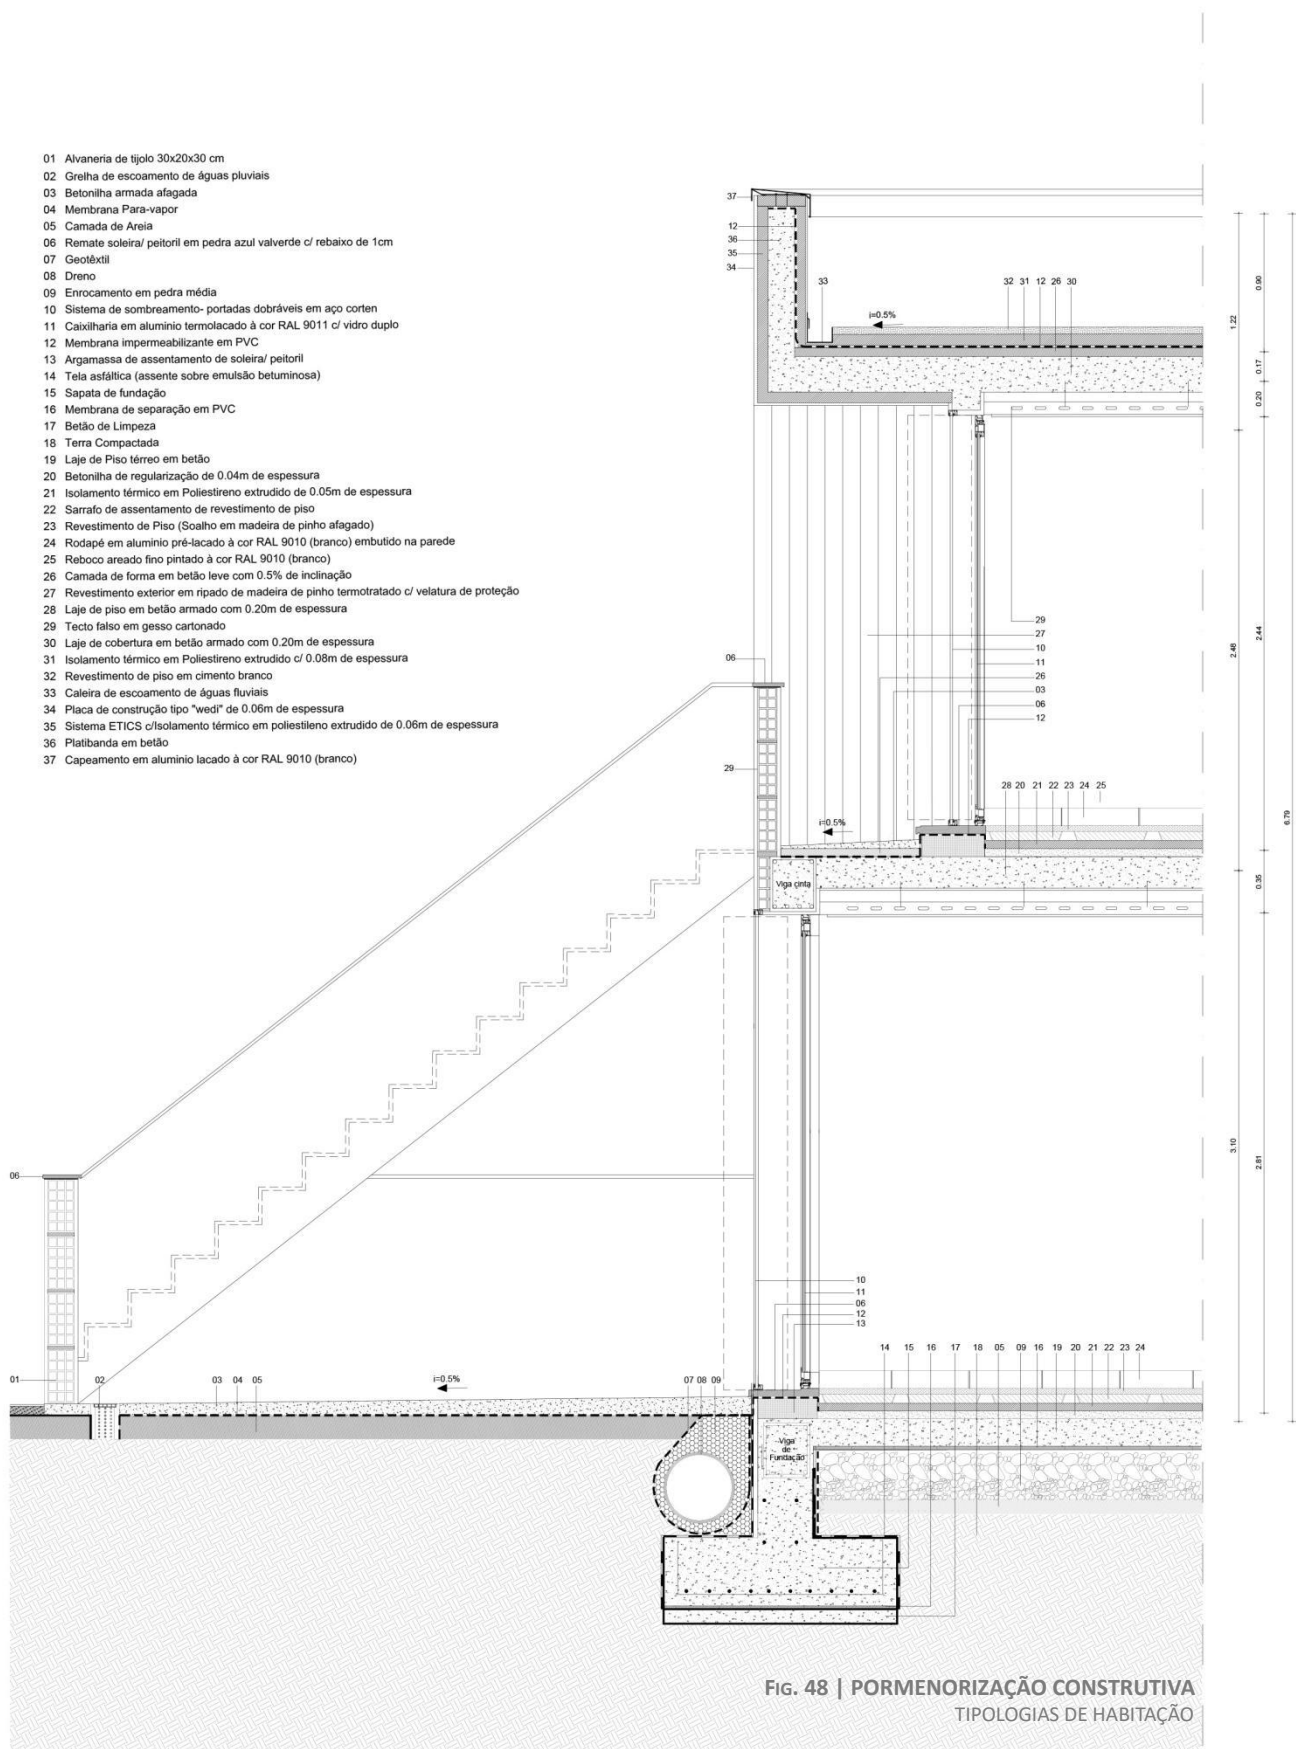 01 Alvaneria de tijolo 30x20x30 cm
02 Grelha de escoamento de águas pluviais
03 Betonilha armada afagada
04 Membrana Para-vapor
05 Camada de Areia
06 Remate soleira/ peitoril em pedra azul valverde c/ rebaixo de 1cm
07 Geotêxtil
08 Dreno
09 Enrocamento em pedra média
10 Sistema de sombreamento- portadas dobráveis em aço corten
11 Caixilharia em aluminio termolacado à cor RAL 9011 c/ vidro duplo
12 Membrana impermeabilizante em PVC
13 Argamassa de assentamento de soleira/ peitoril
14 Tela asfáltica (assente sobre emulsão betuminosa)
15 Sapata de fundação
16 Membrana de separação em PVC
17 Betão de Limpeza
18 Terra Compactada
19 Laje de Piso térreo em betão
20 Betonilha de regularização de 0.04m de espessura
21 Isolamento térmico em Poliestireno extrudido de 0.05m de espessura
22 Sarrafo de assentamento de revestimento de piso
23 Revestimento de Piso (Soalho em madeira de pinho afagado)
24 Rodapé em aluminio pré-lacado à cor RAL 9010 (branco) embutido na parede
25 Reboco areado fino pintado à cor RAL 9010 (branco)
26 Camada de forma em betão leve com 0.5% de inclinação
27 Revestimento exterior em ripado de madeira de pinho termotratado c/ velatura de proteção
28 Laje de piso em betão armado com 0.20m de espessura
29 Tecto falso em gesso cartonado
30 Laje de cobertura em betão armado com 0.20m de espessura
31 Isolamento térmico em Poliestireno extrudido c/ 0.08m de espessura
32 Revestimento de piso em cimento branco
33 Caleira de escoamento de águas fluviais
34 Placa de construção tipo "wedi" de 0.06m de espessura
35 Sistema ETICS c/Isolamento térmico em poliestileno extrudido de 0.06m de espessura
36 Platibanda em betão
37 Capeamento em aluminio lacado à cor RAL 9010 (branco)
37
12
36
35
34
33
32 31 12 26 30
i=0.5%
0.90
1.22
0.17
0.20
29
27
10
11
26
03
06
12
06
29
2.48
2.44
28 20 21 22 23 24 25
i=0.5%
6.79
Viga cinta
0.35
06
3.10
2.81
10
11
06
12
13
14 15 16 17 18 05 09 16 19 20 21 22 23 24
01
02
03 04 05
i=0.5%
07 08 09
Viga
de
Fundação
FIG. 48 | PORMENORIZAÇÃO CONSTRUTIVA
TIPOLOGIAS DE HABITAÇÃO